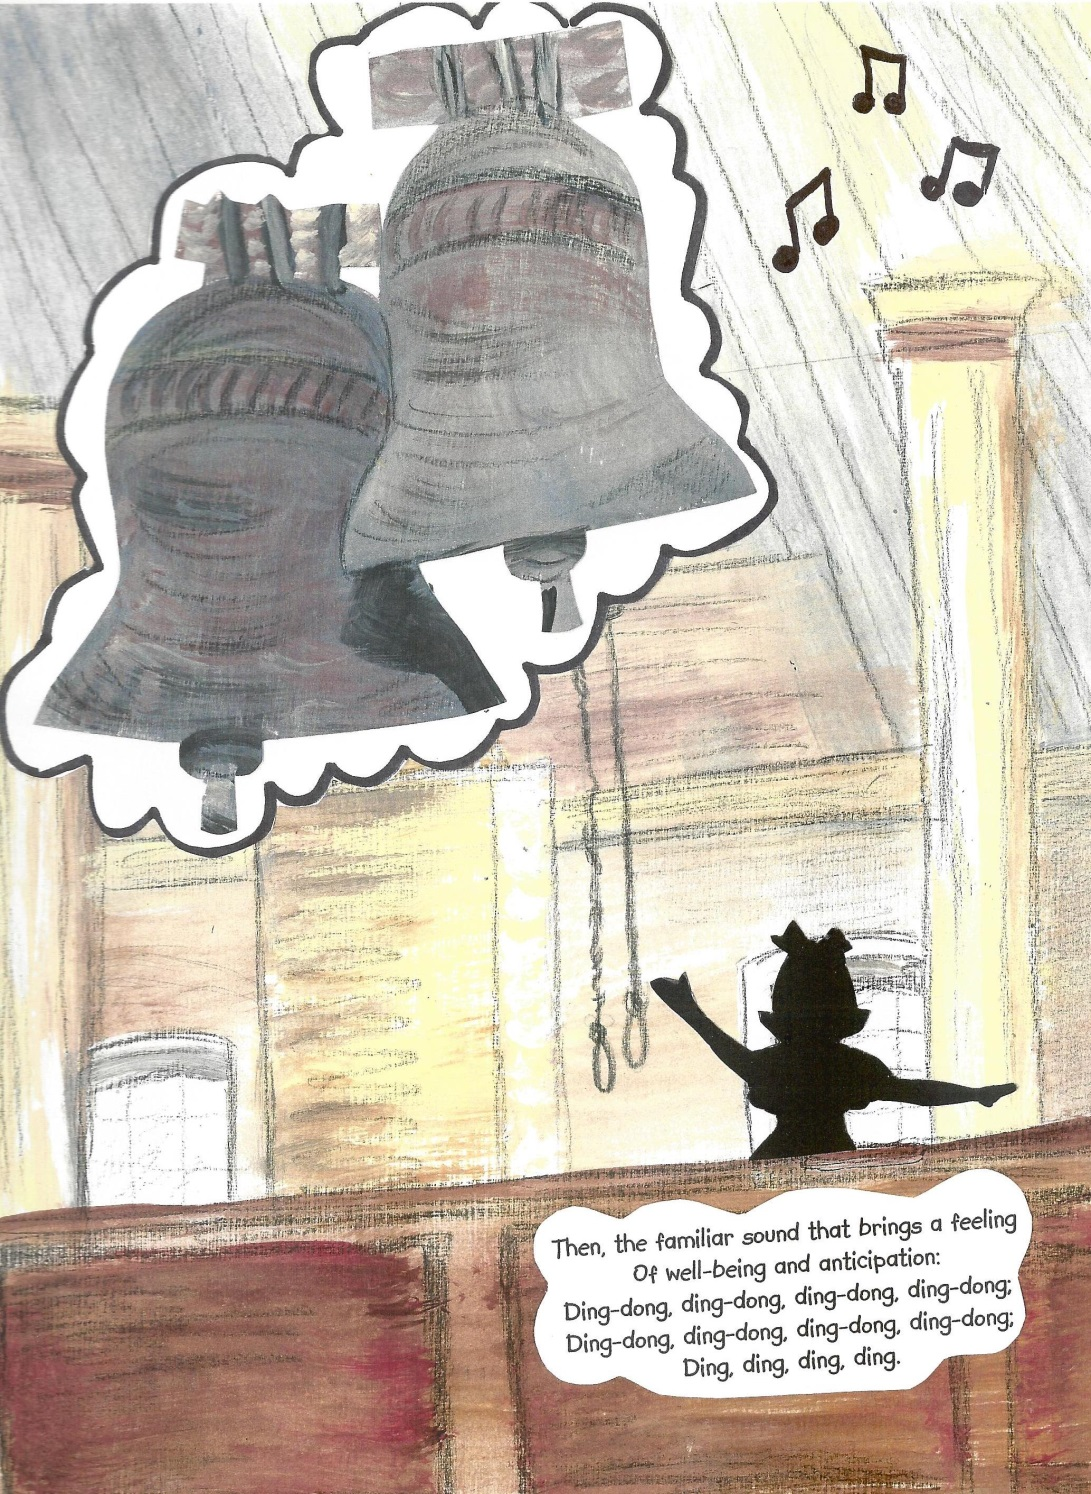 Then, the familiar sound that brings a feeling
Of well-being and anticipation:
Ding-dong, ding-dong, ding-dong, ding-dong;
Ding-dong, ding-dong, ding-dong, ding-dong;
Ding, ding, ding, ding.